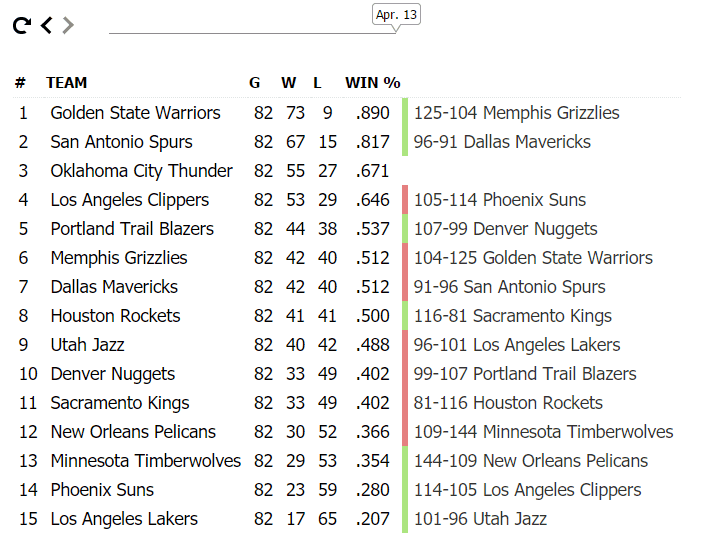 Apr. 13
# TEAM G W L WIN %
1 Golden State Warriors 82 73 9 .890 125-104 Memphis Grizzlies
2 San Antonio Spurs 82 67 15 .817 96-91 Dallas Mavericks
3 Oklahoma City Thunder 82 55 27 .671
4 Los Angeles Clippers 82 53 29 .646 105-114 Phoenix Suns
5 Portland Trail Blazers 82 44 38 .537 107-99 Denver Nuggets
6 Memphis Grizzlies 82 42 40 .512 104-125 Golden State Warriors
7 Dallas Mavericks 82 42 40 .512 91-96 San Antonio Spurs
8 Houston Rockets 82 41 41 .500 116-81 Sacramento Kings
9 Utah Jazz 82 40 42 .488 96-101 Los Angeles Lakers
10 Denver Nuggets 82 33 49 .402 99-107 Portland Trail Blazers
11 Sacramento Kings 82 33 49 .402 81-116 Houston Rockets
12 New Orleans Pelicans 82 30 52 .366 109-144 Minnesota Timberwolves
13 Minnesota Timberwolves 82 29 53 .354 144-109 New Orleans Pelicans
14 Phoenix Suns 82 23 59 .280 114-105 Los Angeles Clippers
15 Los Angeles Lakers 82 17 65 .207 101-96 Utah Jazz